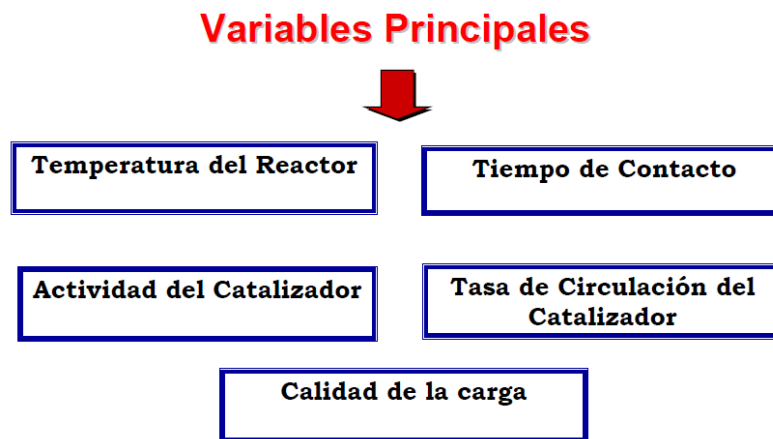 Variables Principales
Temperatura del Reactor
Tiempo de Contacto
Actividad del Catalizador
Tasa de Circulación del
Catalizador
Calidad de la carga